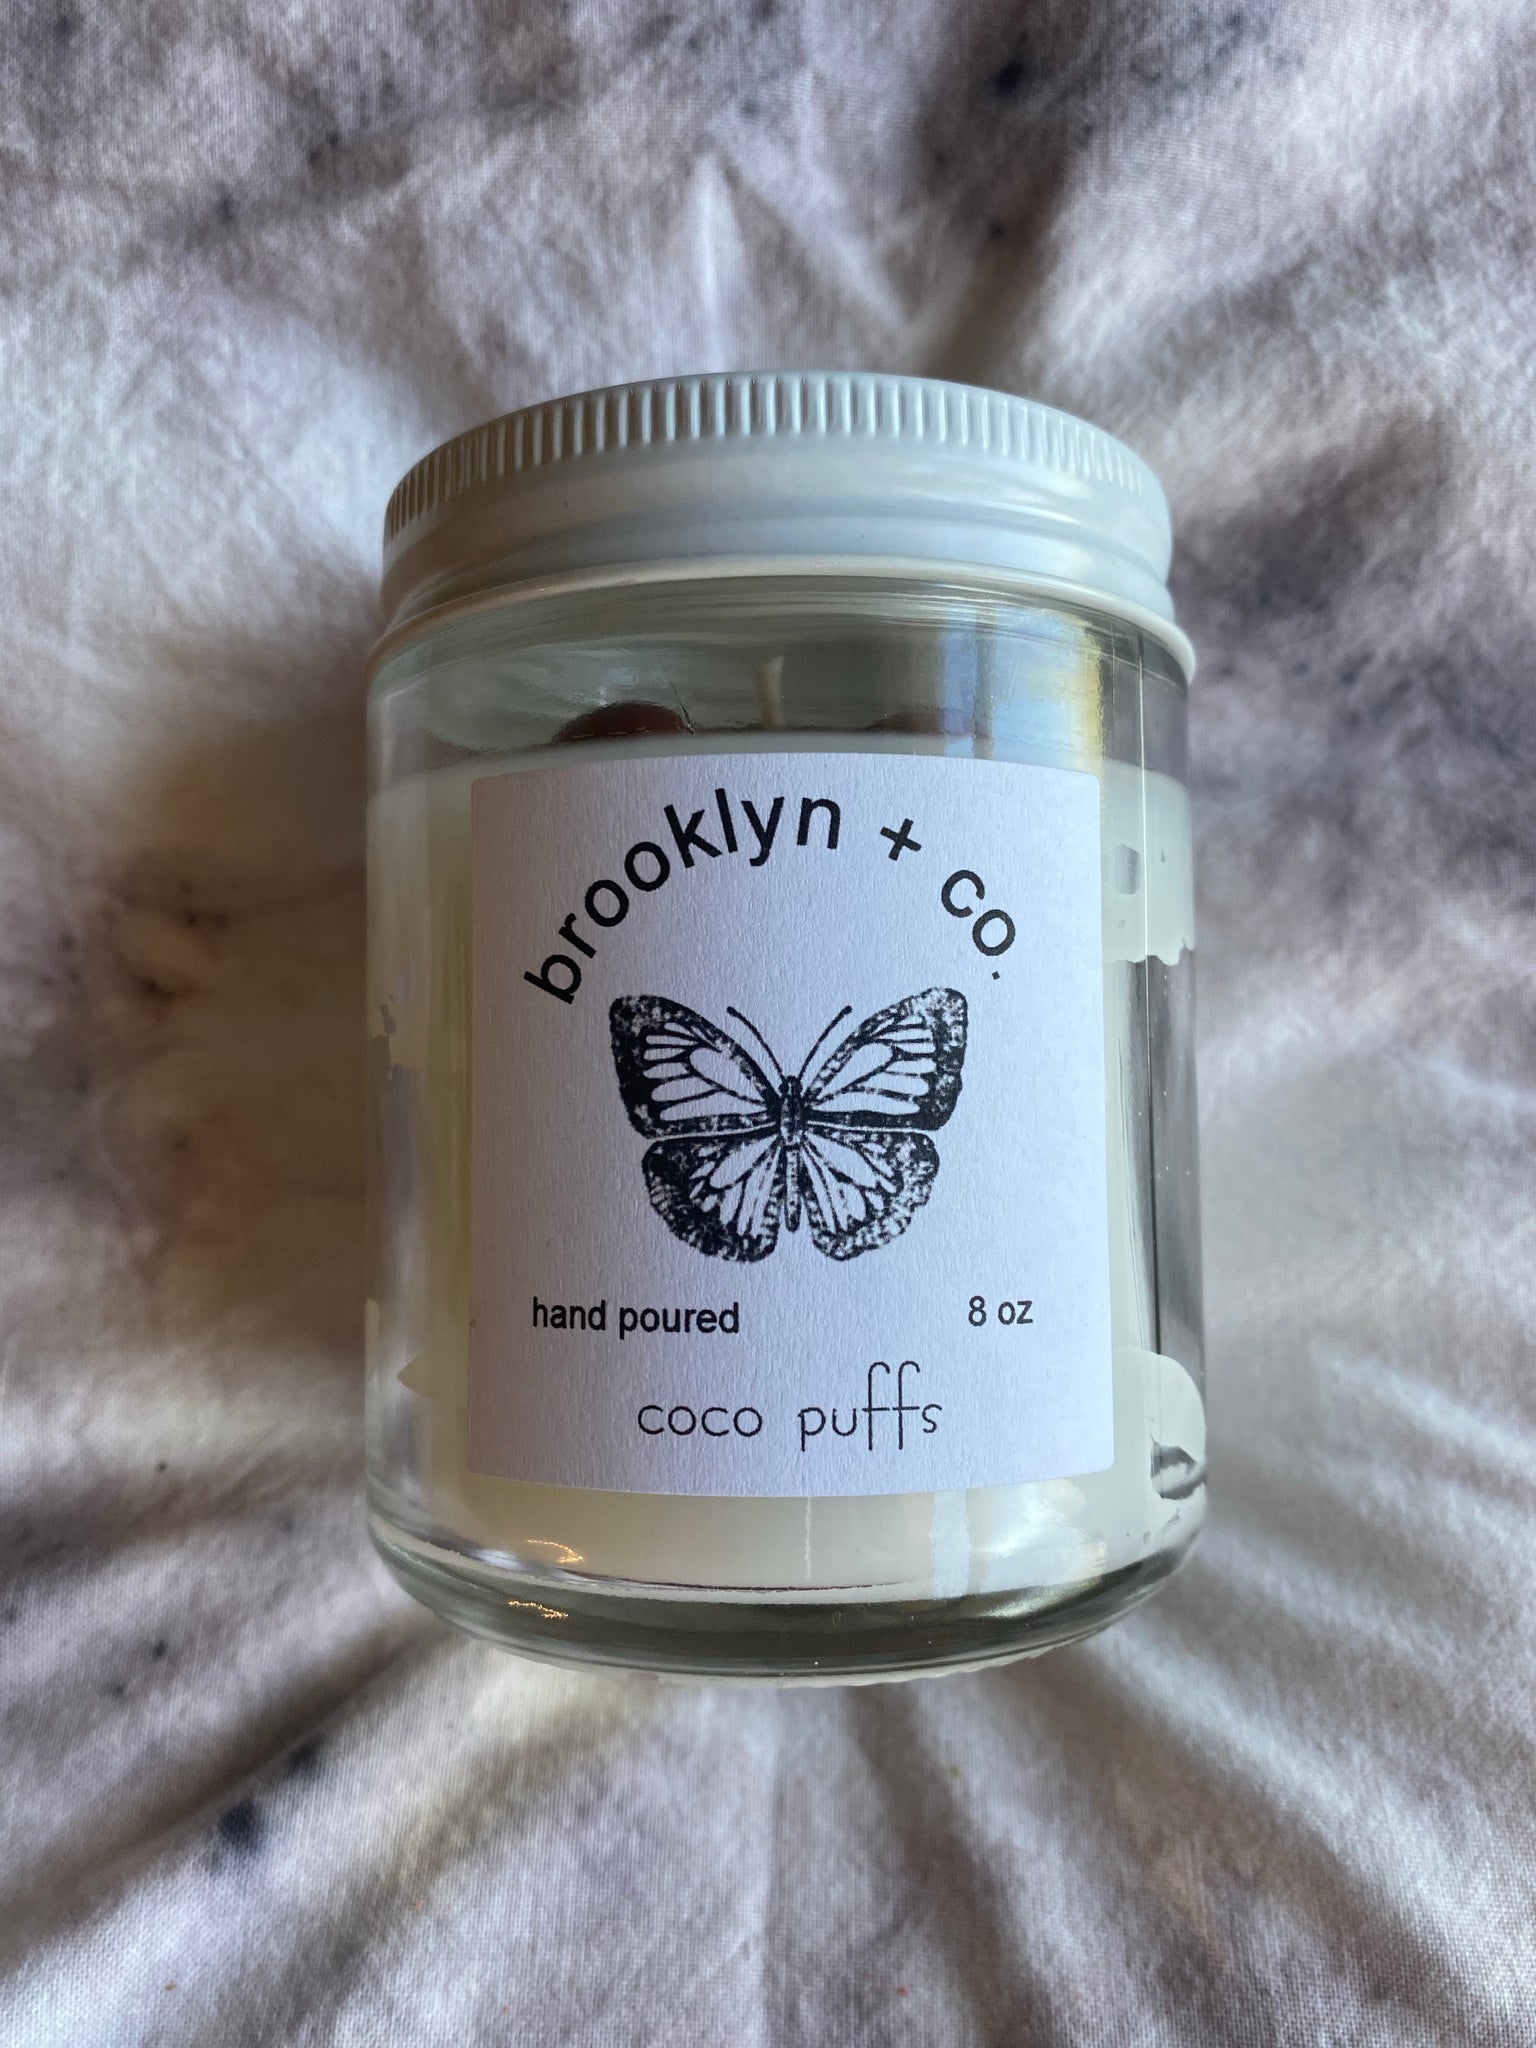 brooklyn + co.
hand poured 8 oz
coco puffs